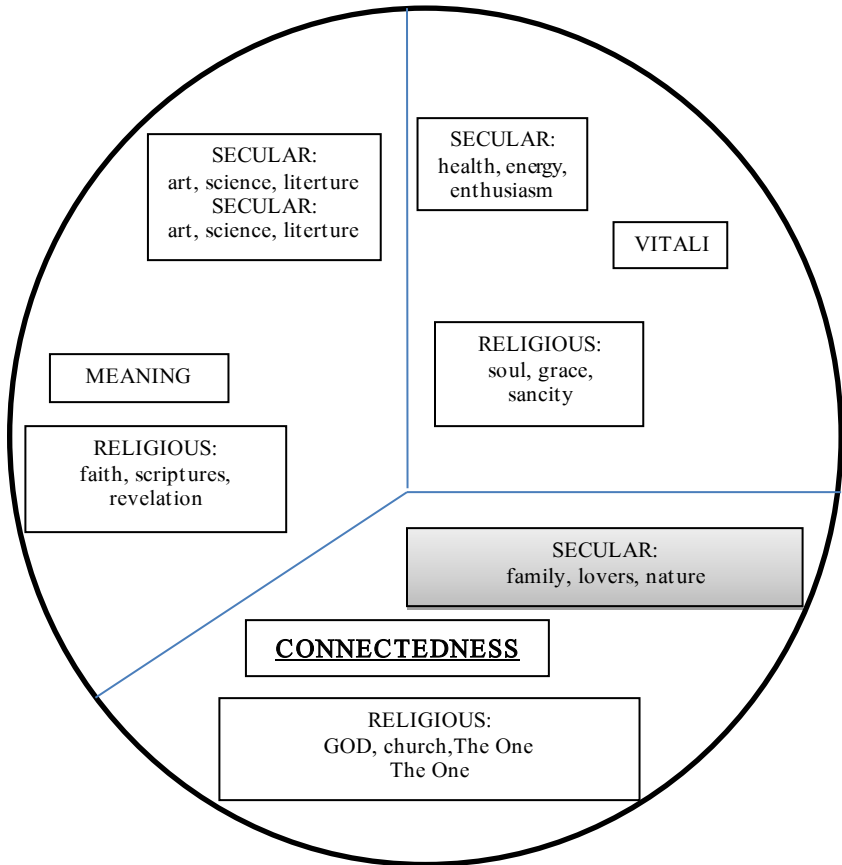 SECULAR:
art, science, literture
SECULAR:
art, science, literture
SECULAR:
health, energy,
enthusiasm
VITALI
RELIGIOUS:
soul, grace,
sancity
MEANING
RELIGIOUS:
faith, scriptures,
revelation
SECULAR:
family, lovers, nature
CONNECTEDNESS
RELIGIOUS:
GOD, church,The One
The One